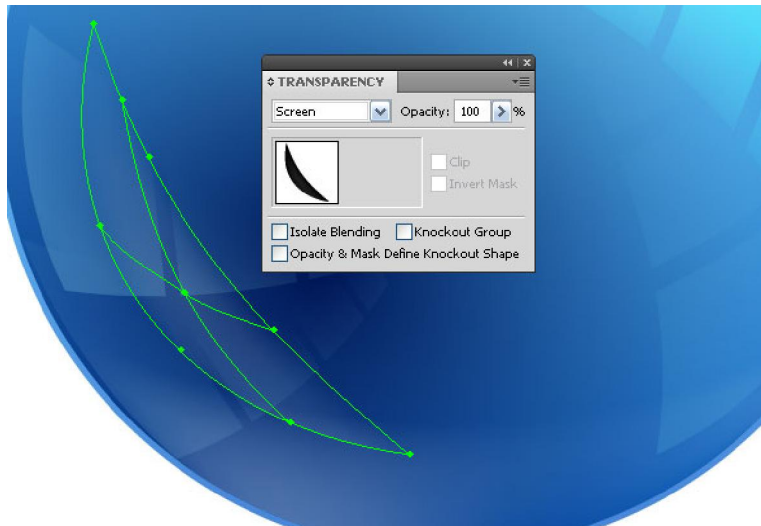 TRANSPARENCY
Screen Opacity: 100 %
Clip
Invert Mask
Isolate Blending Knockout Group
Opacity & Mask Define Knockout Shape